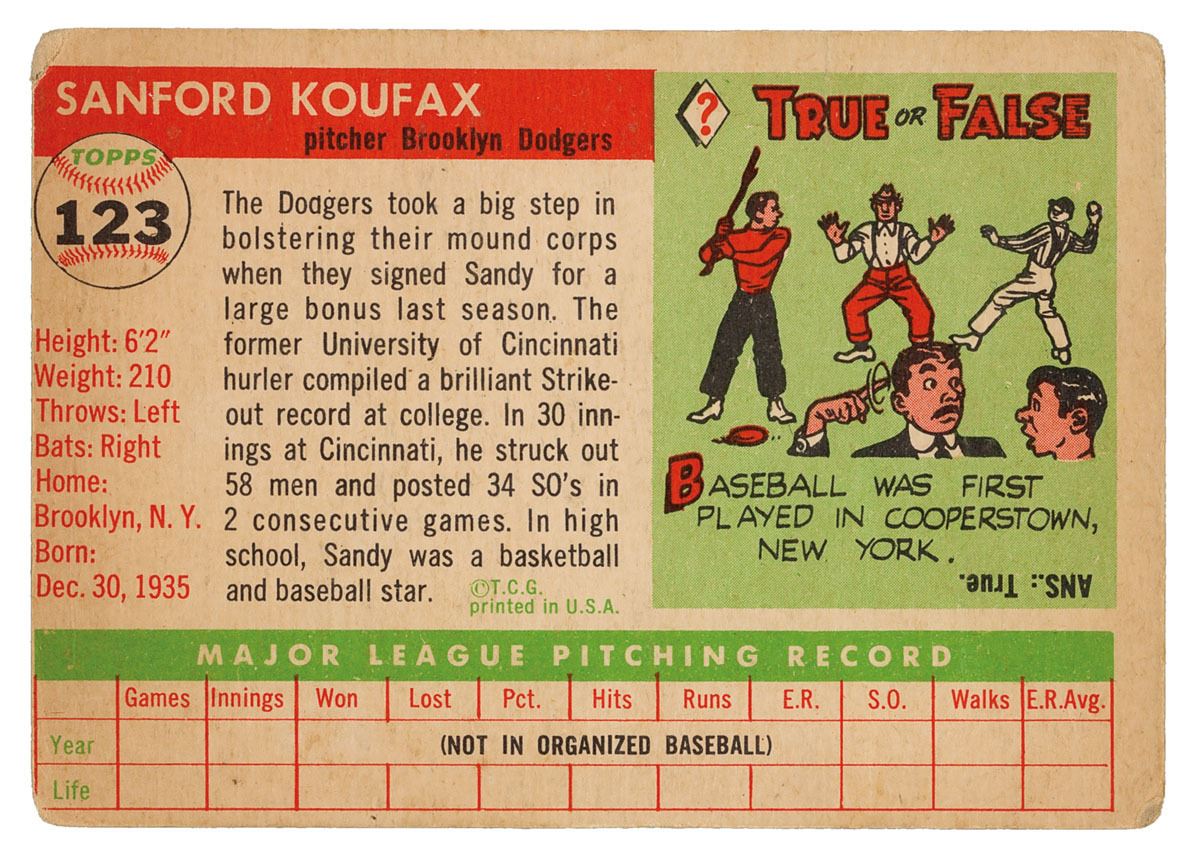 SANFORD KOUFAX
pitcher Brooklyn Dodgers
TOPPS
123
Height: 6'2"
Weight: 210
Throws: Left
Bats: Right
Home:
Brooklyn, N. Y.
Born:
Dec. 30, 1935
The Dodgers took a big step in
bolstering their mound corps
when they signed Sandy for a
large bonus last season. The
former University of Cincinnati
hurler compiled a brilliant Strike-
out record at college. In 30 inn-
ings at Cincinnati, he struck out
58 men and posted 34 SO's in
2 consecutive games. In high
school, Sandy was a basketball
and baseball star.
©T.C.G.
printed in U.S.A.
?
TRUE OR FALSE
BASEBALL WAS FIRST
PLAYED IN COOPERSTOWN,
NEW YORK.
ANS.: True.
MAJOR LEAGUE PITCHING RECORD
Games Innings Won Lost Pct. Hits Runs E.R. S.O. Walks E.R.Avg.
Year (NOT IN ORGANIZED BASEBALL)
Life